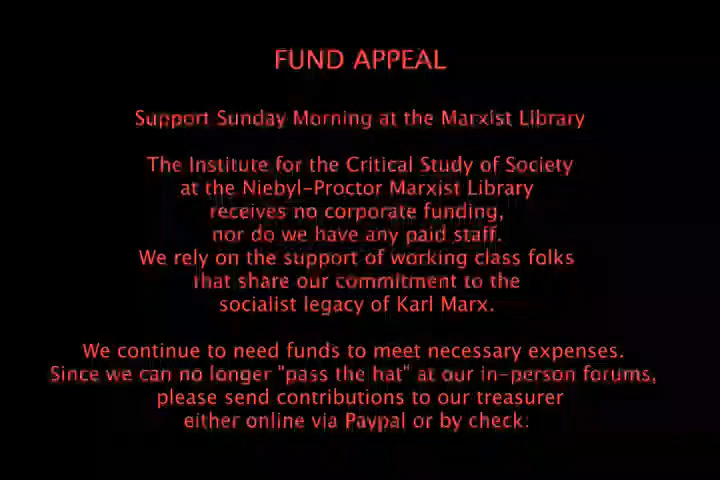 FUND APPEAL
Support Sunday Morning at the Marxist Library
The Institute for the Critical Study of Society
at the Niebyl-Proctor Marxist Library
receives no corporate funding,
nor do we have any paid staff.
We rely on the support of working class folks
that share our commitment to the
socialist legacy of Karl Marx.
We continue to need funds to meet necessary expenses.
Since we can no longer "pass the hat" at our in-person forums,
please send contributions to our treasurer
either online via Paypal or by check: